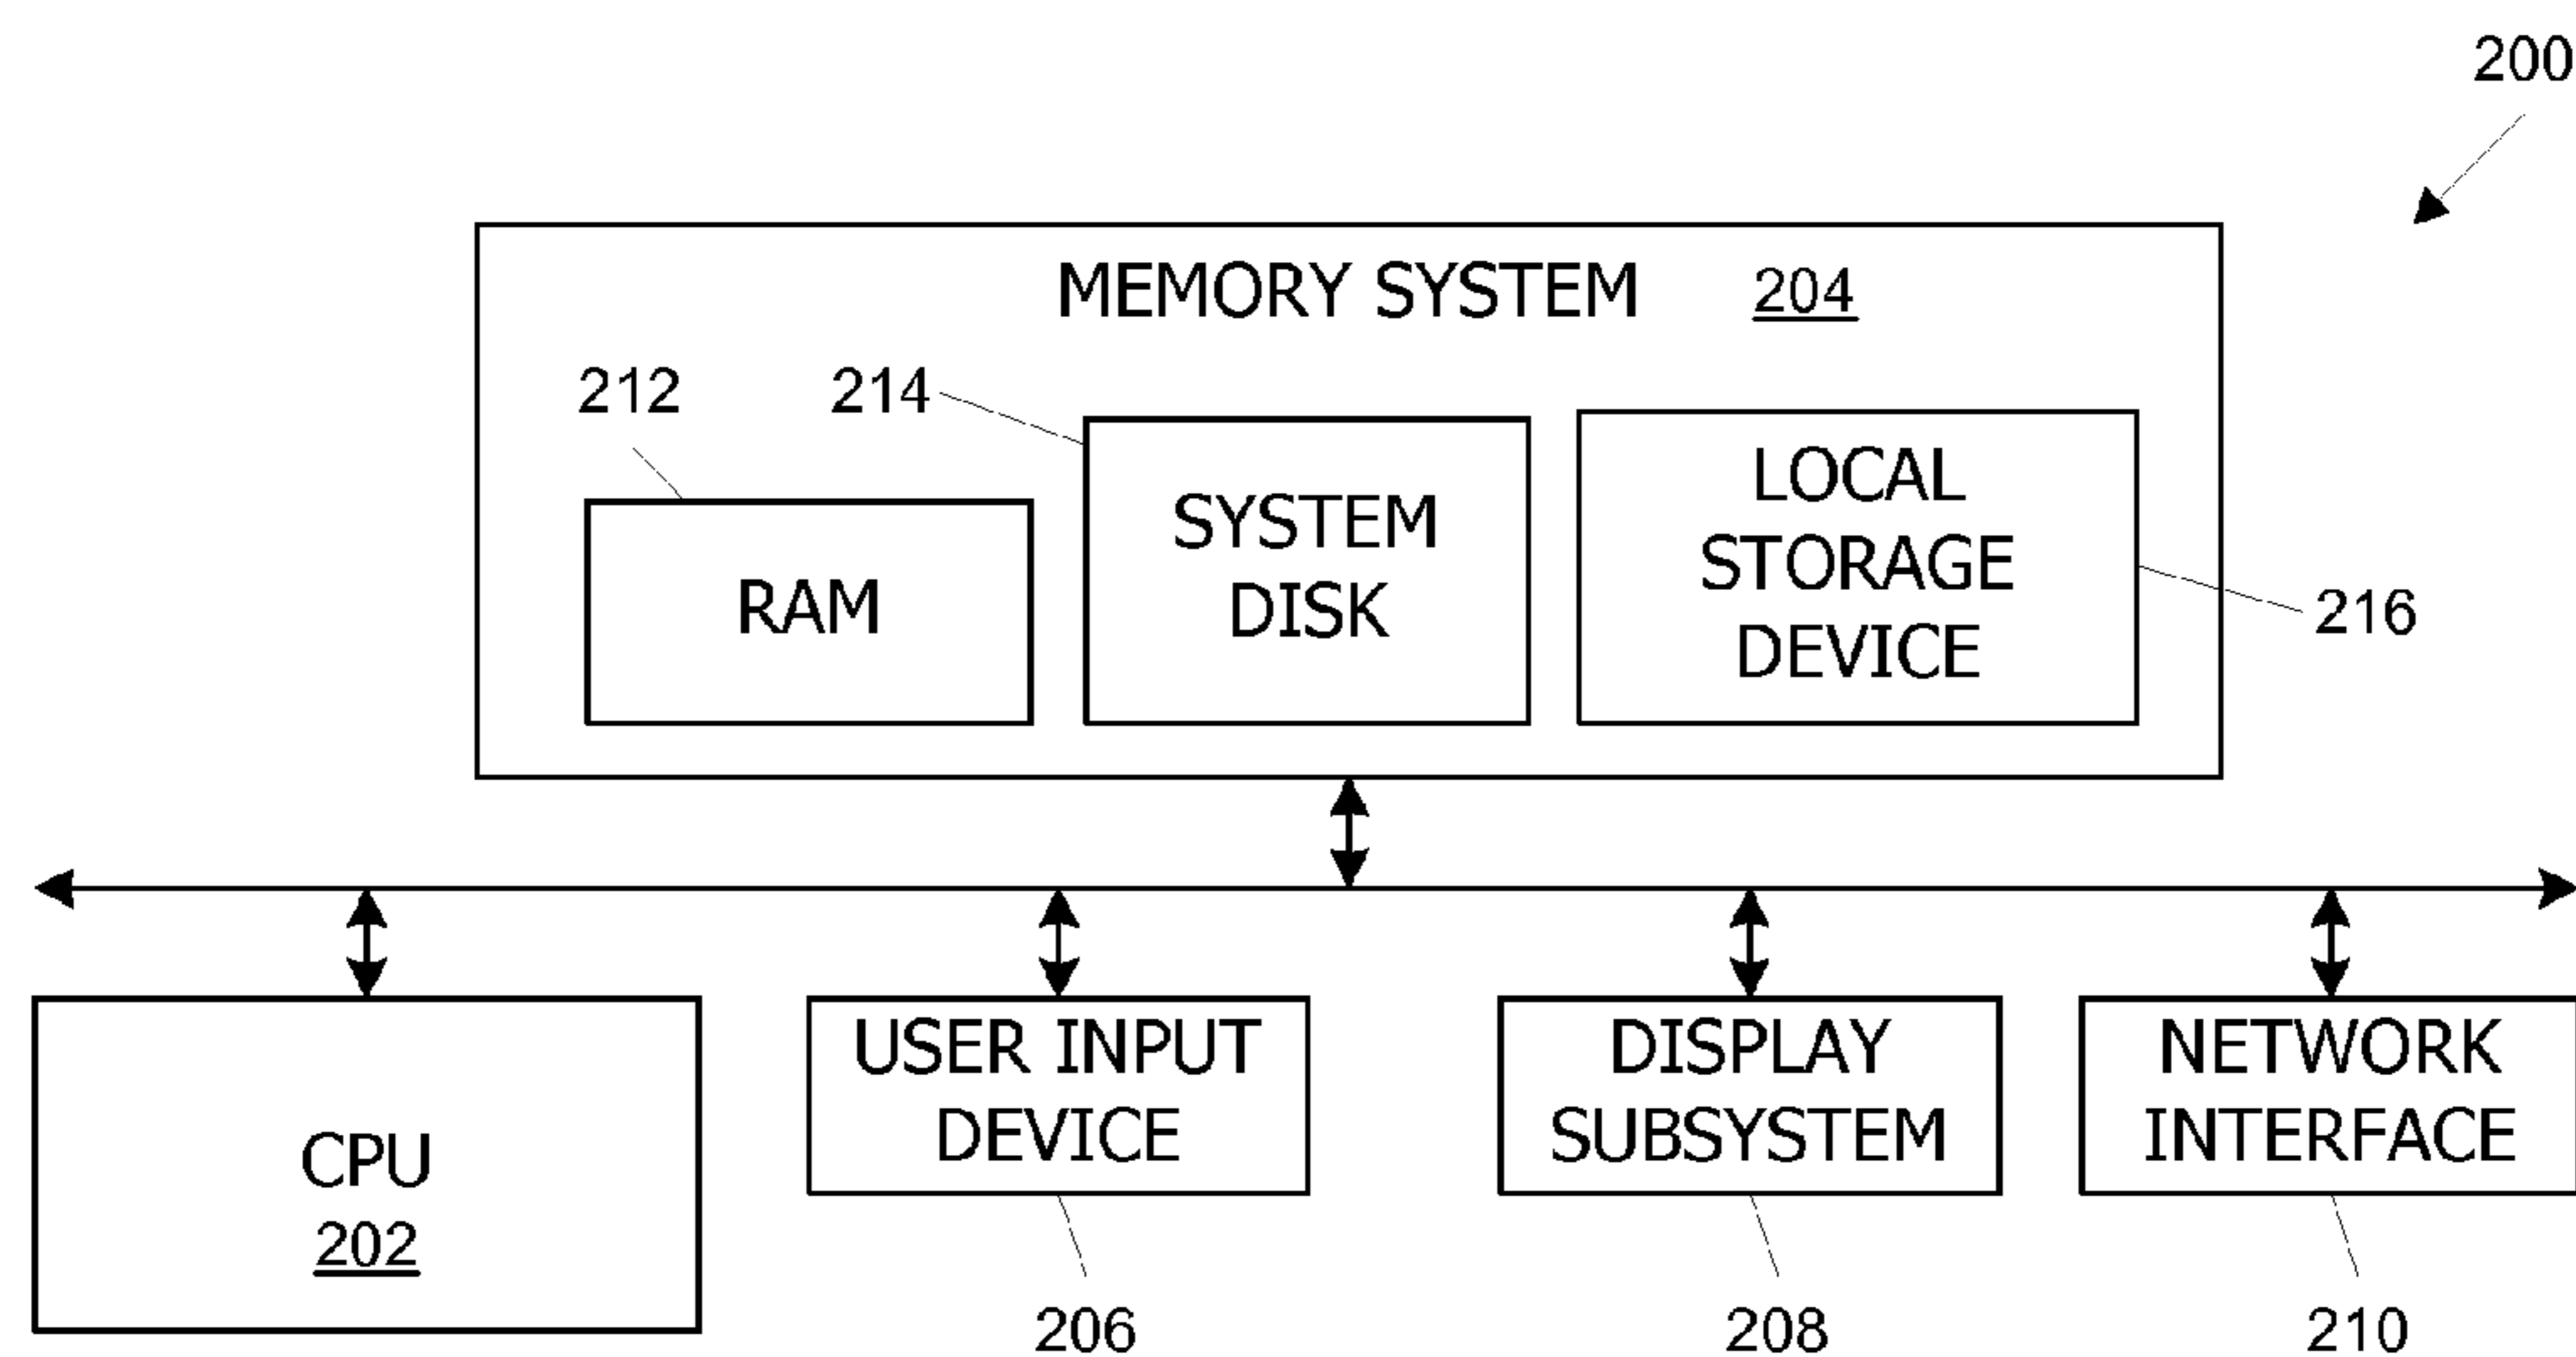 200
MEMORY SYSTEM 204
212
214
RAM
SYSTEM
DISK
LOCAL
STORAGE
DEVICE
216
CPU
202
USER INPUT
DEVICE
206
DISPLAY
SUBSYSTEM
208
NETWORK
INTERFACE
210